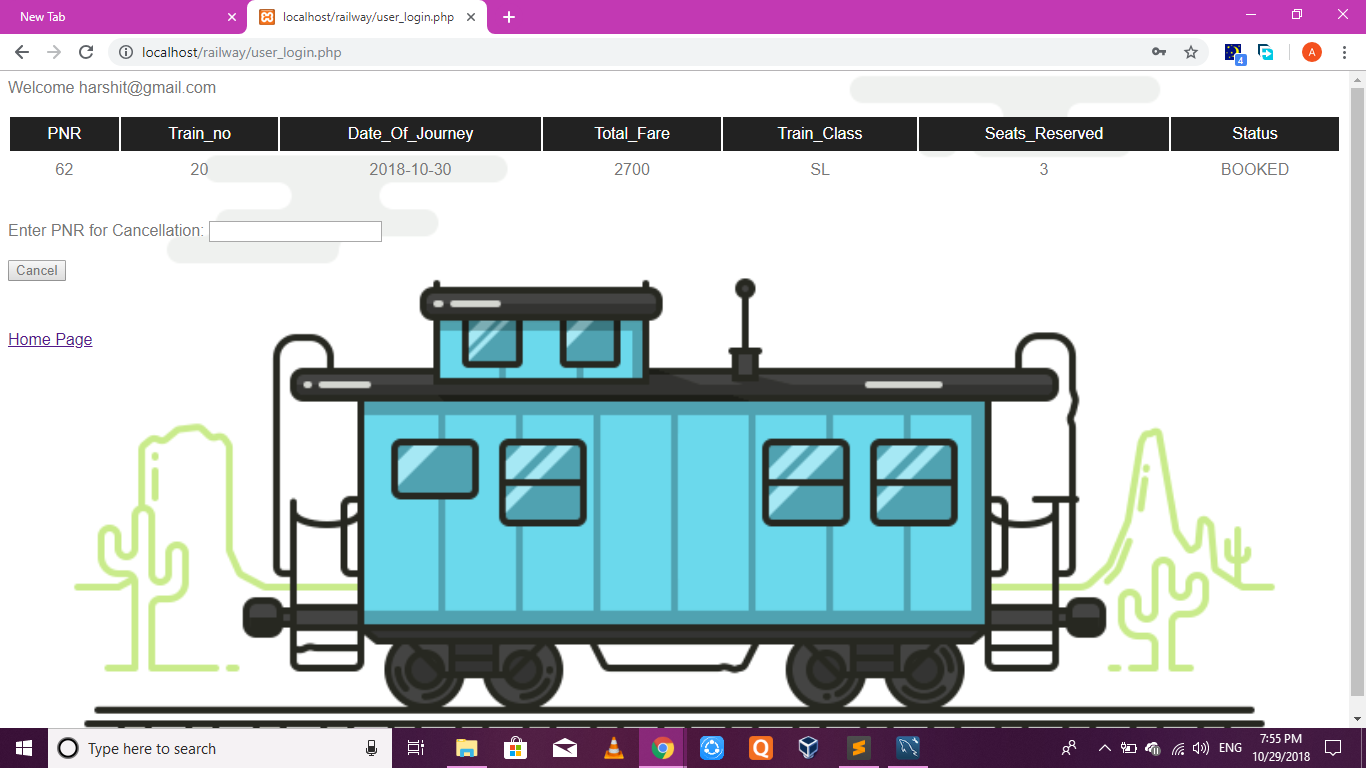 New Tab
localhost/railway/user_login.php
localhost/railway/user_login.php
4
A
Welcome harshit@gmail.com
PNR Train_no Date_Of_Journey Total_Fare Train_Class Seats_Reserved Status
62 20 2018-10-30 2700 SL 3 BOOKED
Enter PNR for Cancellation:
Cancel
Home Page
Type here to search
ENG
7:55 PM
10/29/2018